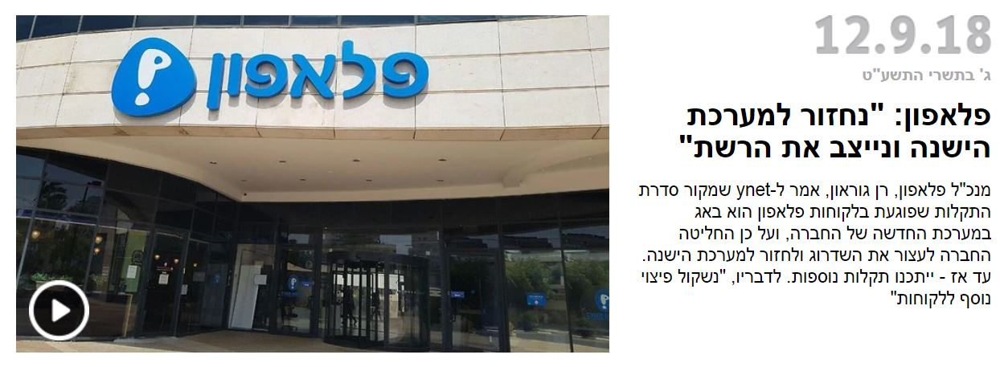 12.9.18
ג' בתשרי התשע"ט
פלאפון: "נחזור למערכת
הישנה ונייצב את הרשת"
מנכ"ל פלאפון, רן גוראון, אמר ל-ynet שמקור סדרת
התקלות שפוגעת בלקוחות פלאפון הוא באג
במערכת החדשה של החברה, ועל כן החליטה
החברה לעצור את השדרוג ולחזור למערכת הישנה.
עד אז - ייתכנו תקלות נוספות. לדבריו, "נשקול פיצוי
נוסף ללקוחות"
פלאפון